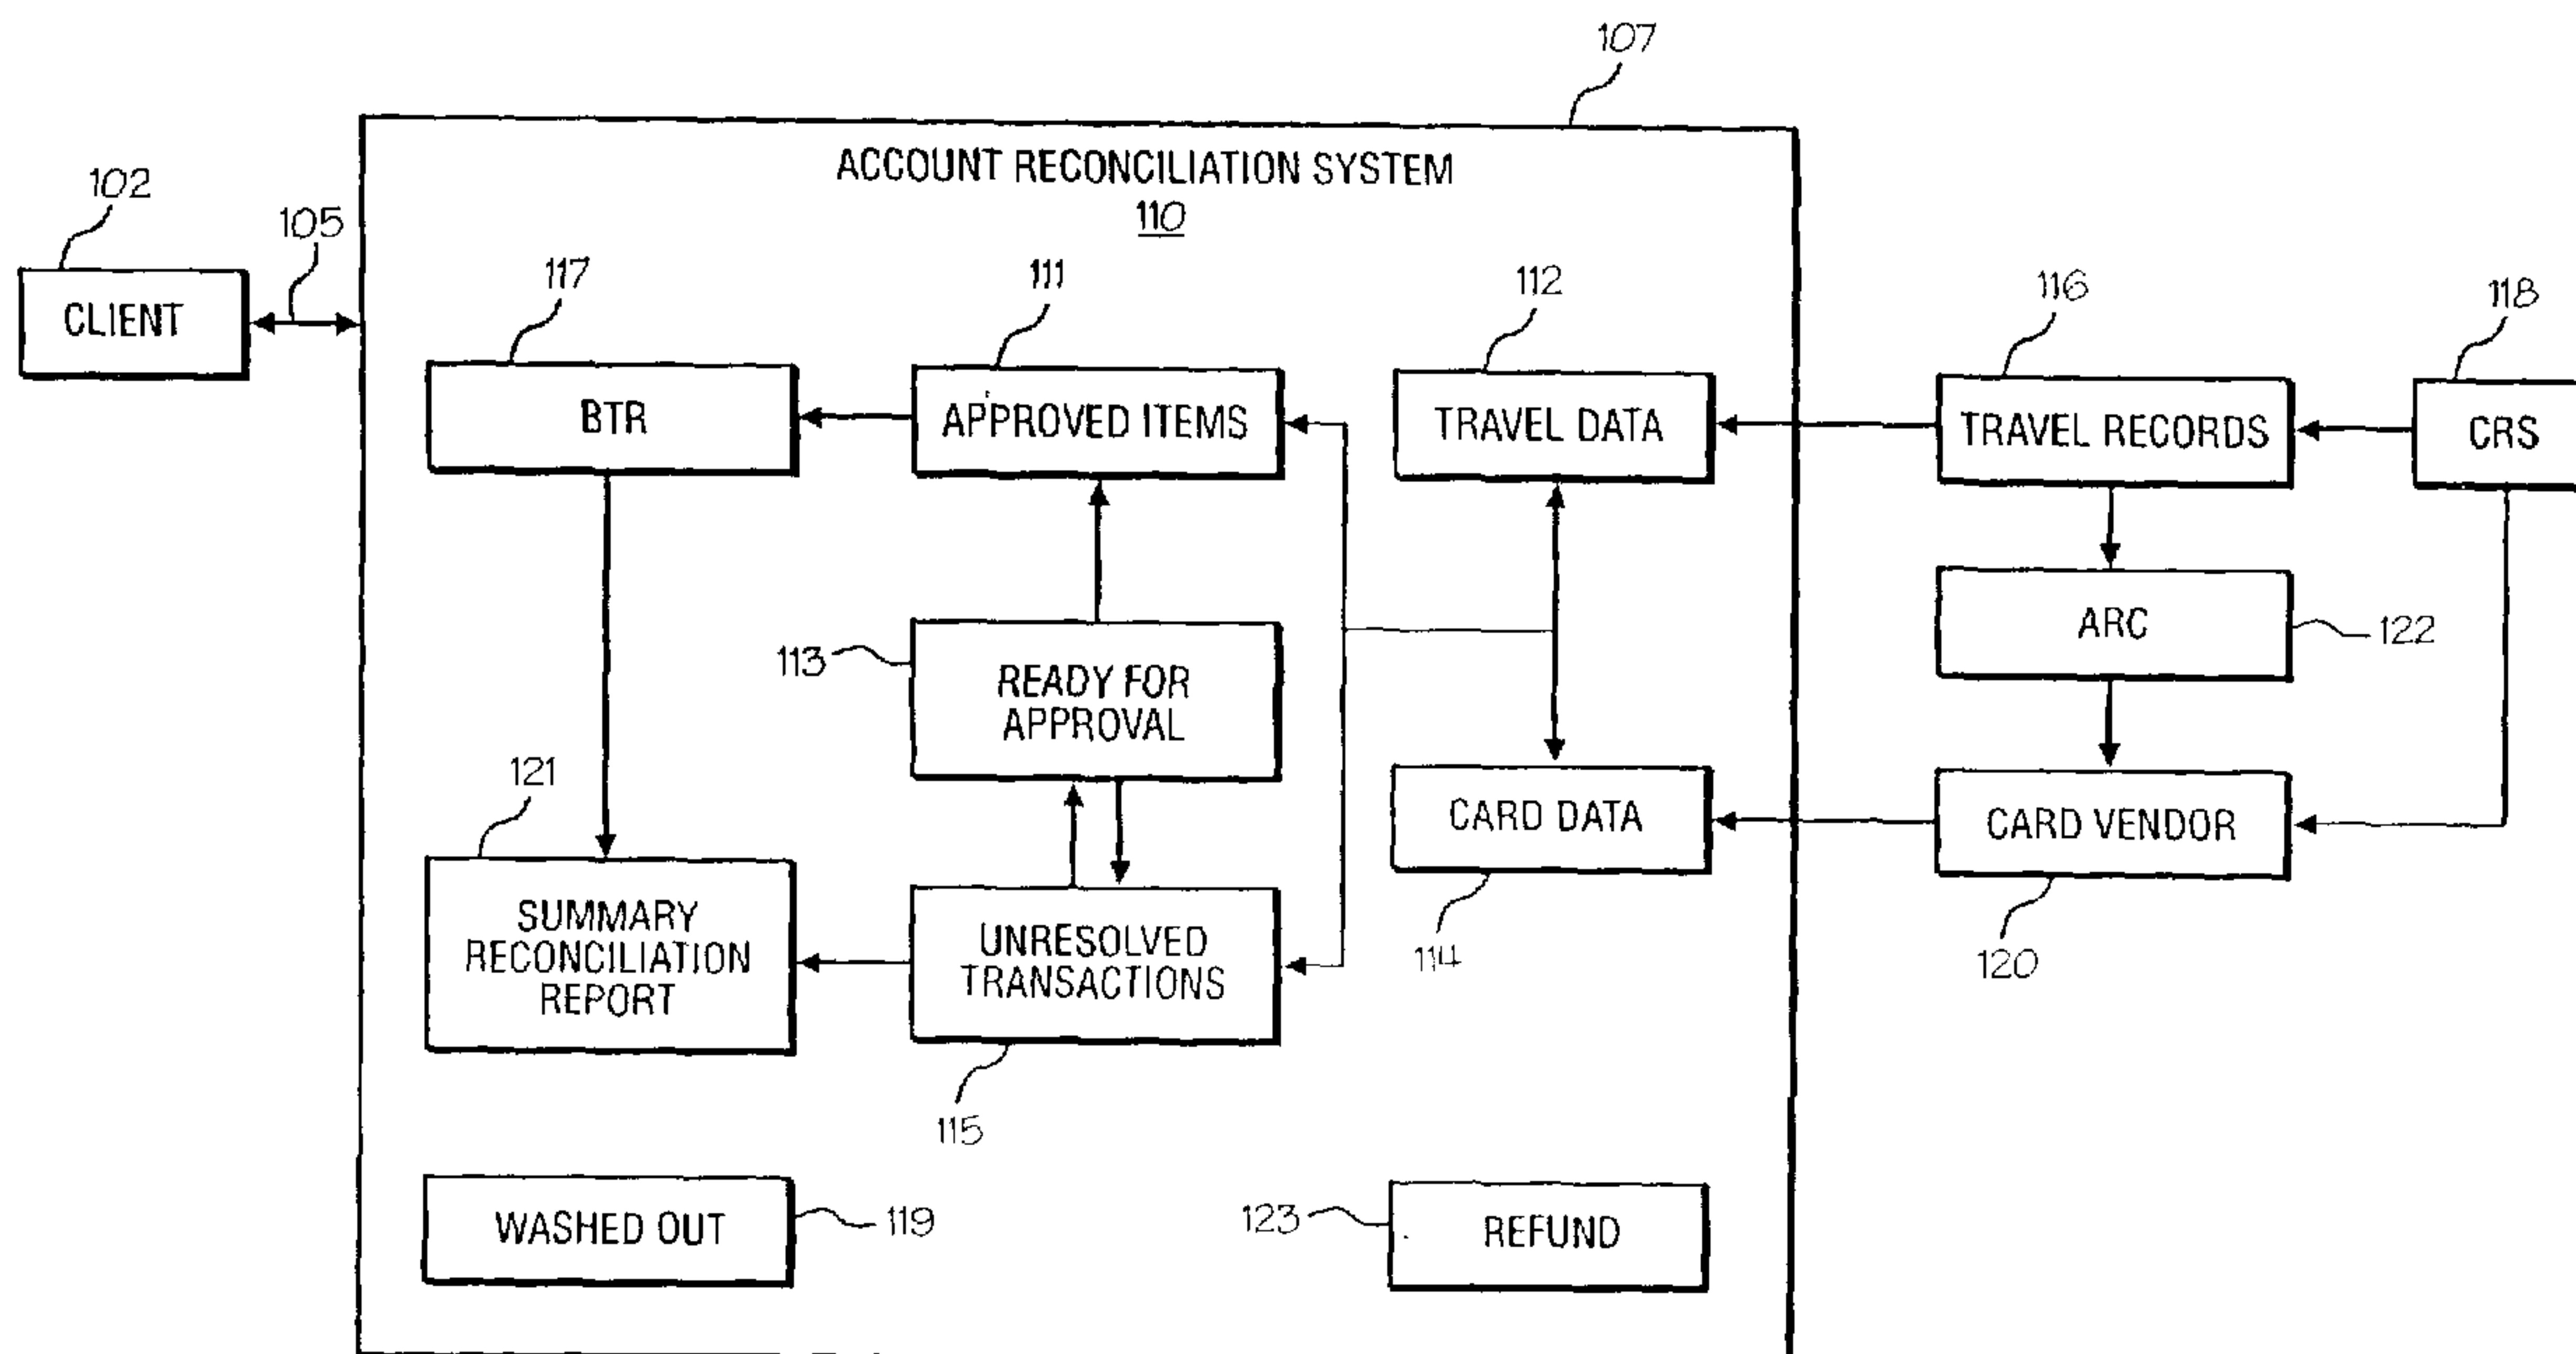 107
ACCOUNT RECONCILIATION SYSTEM
110
102
105
CLIENT
117
BTR
111
APPROVED ITEMS
112
TRAVEL DATA
116
TRAVEL RECORDS
118
CRS
113
READY FOR
APPROVAL
ARC
122
121
SUMMARY
RECONCILIATION
REPORT
UNRESOLVED
TRANSACTIONS
115
CARD DATA
114
CARD VENDOR
120
WASHED OUT
119
123
REFUND